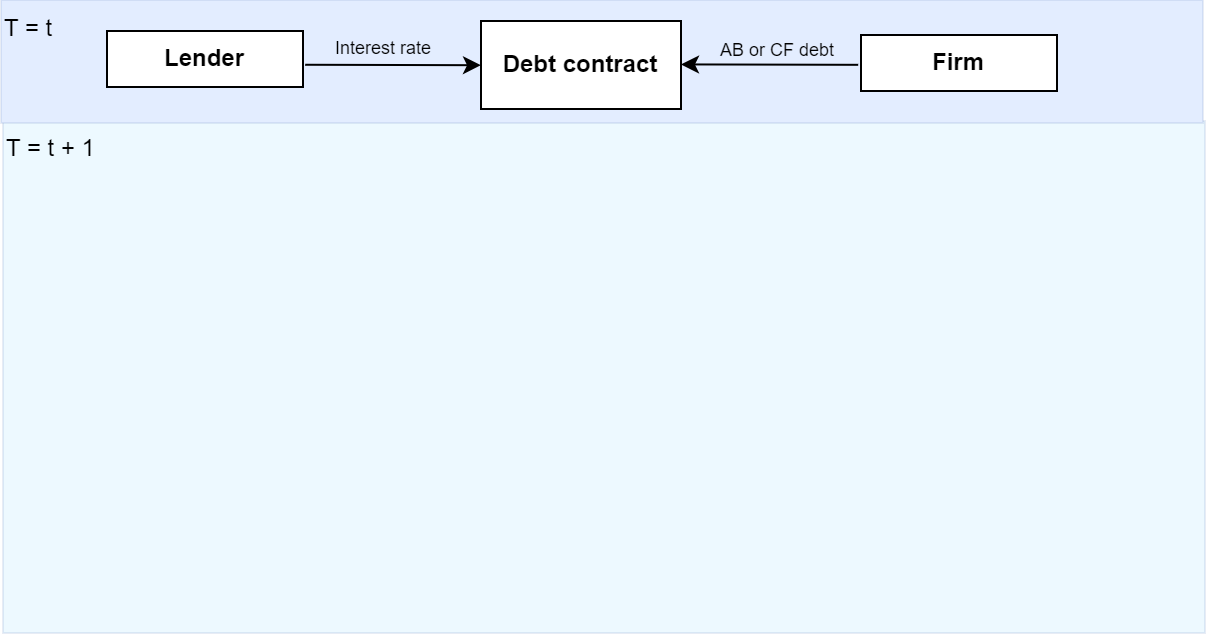 T = t
Lender
Interest rate
Debt contract
AB or CF debt
Firm
T = t + 1